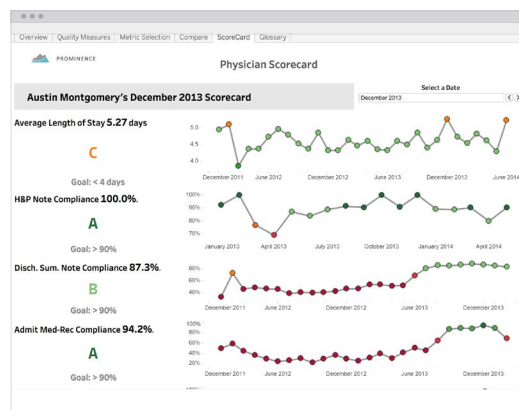 Overview Quality Measures Metric Selection Compare ScoreCard Glossary
PROMINENCE
Physician Scorecard
Select a Date
Austin Montgomery's December 2013 Scorecard
December 2013
Average Length of Stay 5.27 days
C
Goal: < 4 days
5.0
4.5
4.0
December 2011 June 2012 December 2012 June 2013 December 2013 June 2014
H&P Note Compliance 100.0%.
A
Goal: > 90%
100%
90%
80%
70%
January 2013 April 2013 July 2013 October 2013 January 2014 April 2014
Disch. Sum. Note Compliance 87.3%.
B
Goal: > 90%
80%
60%
40%
December 2011 June 2012 December 2012 June 2013 December 2013
Admit Med-Rec Compliance 94.2%.
A
Goal: > 90%
100%
80%
60%
40%
20%
December 2011 June 2012 December 2012 June 2013 December 2013